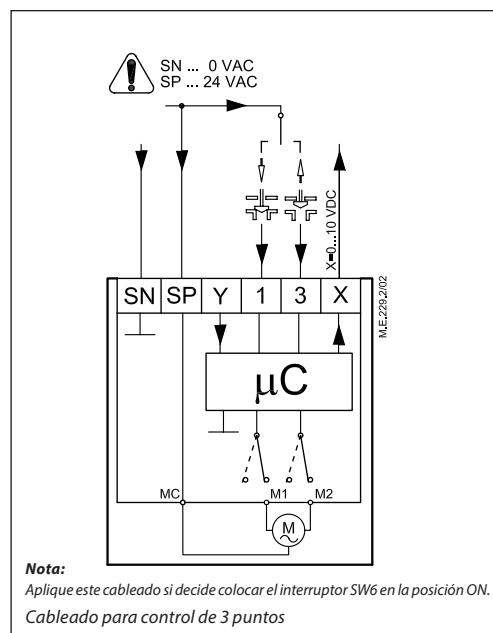 SN ... 0 VAC
SP ... 24 VAC
X=0...10 VDC
SN SP Y 1 3 X
M.E.229.2/02
μC
MC M1 M2
M
Nota:
Aplique este cableado si decide colocar el interruptor SW6 en la posición ON.
Cableado para control de 3 puntos